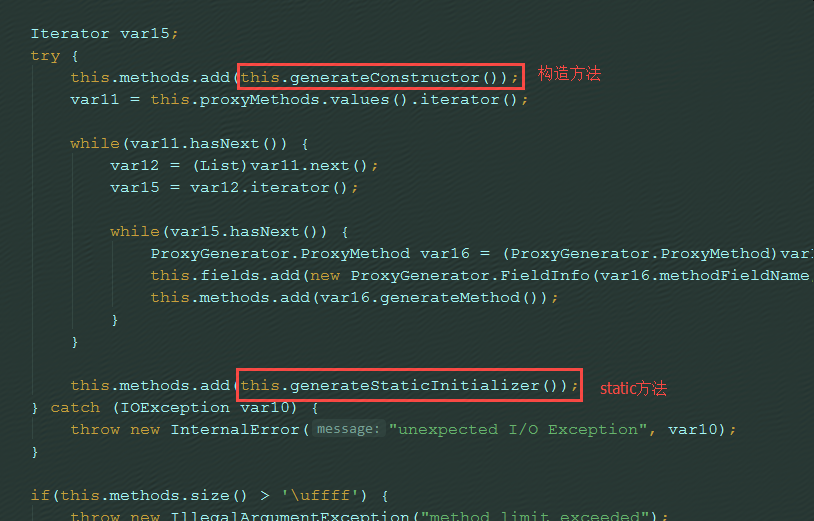 Iterator var15;
try {
this.methods.add(this.generateConstructor()); 构造方法
var11 = this.proxyMethods.values().iterator();
while(var11.hasNext()) {
var12 = (List)var11.next();
var15 = var12.iterator();
while(var15.hasNext()) {
ProxyGenerator.ProxyMethod var16 = (ProxyGenerator.ProxyMethod)var1
this.fields.add(new ProxyGenerator.FieldInfo(var16.methodFieldName,
this.methods.add(var16.generateMethod());
}
}
this.methods.add(this.generateStaticInitializer()); static方法
} catch (IOException var10) {
throw new InternalError( message: "unexpected I/O Exception", var10);
}
if(this.methods.size() > '\uffff') {
throw new IllegalArgumentException("method limit exceeded");